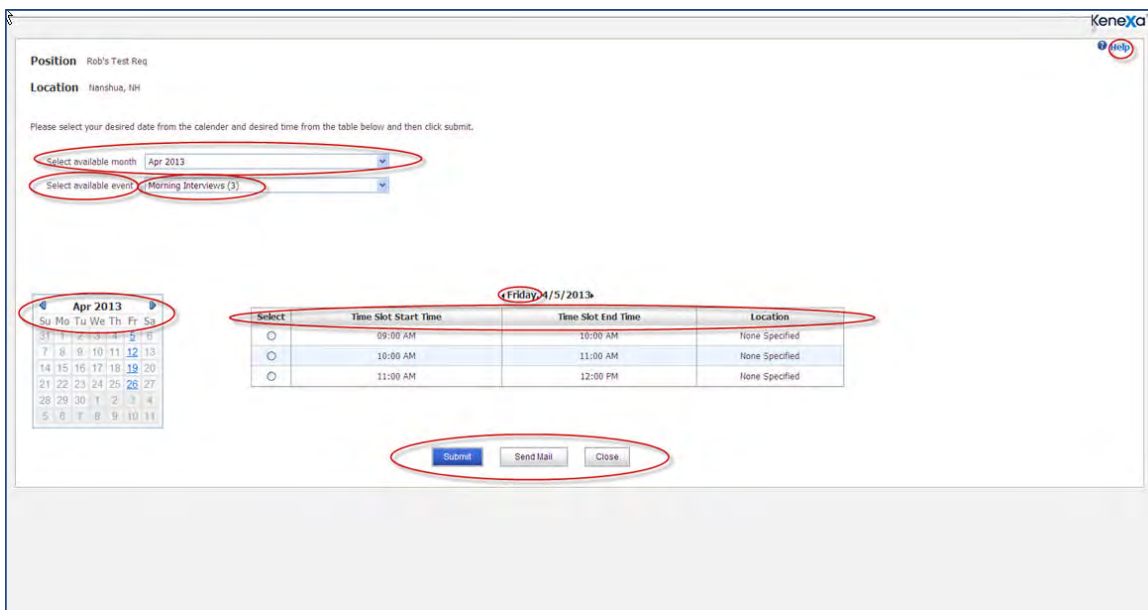 Kenexa
? Help
Position Rob's Test Req
Location Nanshua, NH
Please select your desired date from the calender and desired time from the table below and then click submit.
Select available month Apr 2013
Select available event Morning Interviews (3)
Apr 2013
Su Mo Tu We Th Fr Sa
31 1 2 3 4 5 6
7 8 9 10 11 12 13
14 15 16 17 18 19 20
21 22 23 24 25 26 27
28 29 30 1 2 3 4
5 6 7 8 9 10 11
Friday, 4/5/2013
Select Time Slot Start Time Time Slot End Time Location
09:00 AM 10:00 AM None Specified
10:00 AM 11:00 AM None Specified
11:00 AM 12:00 PM None Specified
Submit Send Mail Close